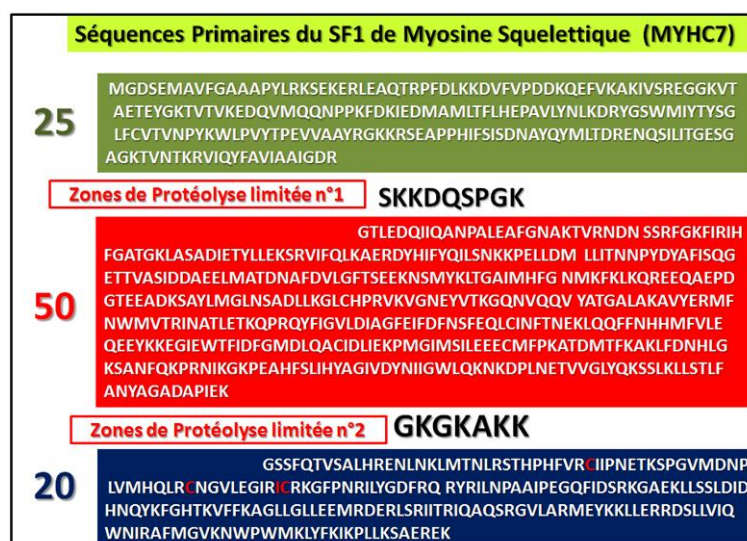 Séquences Primaires du SF1 de Myosine Squelettique (MYHC7)
25
MGDSEMAVFGAAAPYLRKSEKERLEAQTRPFDLKKDVFVPDDKQEFVKAKIVSREGGKVT
AETEYGKTVTVKEDQVMQQNPPKFDKIEDMAMLTFLHEPAVLYNLKDRYGSWMIYTYSG
LFCVTVNPYKWLPVYTPEVVAAYRGKKRSEAPPHIFSISDNAYQYMLTDRENQSILITGESG
AGKTVNTKRVIQYFAVIAAIGDR
Zones de Protéolyse limitée n°1
SKKDQSPGK
50
GTLEDQIIQANPALEAFGNAKTVRNDN SSRFGKFIRIH
FGATGKLASADIETYLLEKSRVIFQLKAERDYHIFYQILSNKKPELLDM LLITNNPYDYAFISQG
ETTVASIDDAEELMATDNAFDVLGFTSEEKNSMYKLTGAIMHFG NMKFKLKQREEQAEPD
GTEEADKSAYLMGLNSADLLKGLCHPRVKVGNEYVTKGQNVQQV YATGALAKAVYERMF
NWMVTRINATLETKQPRQYFIGVLDIAGFEIFDFNSFEQLCINFTNEKLQQFFNHHMFVLE
QEEYKKEGIEWTFIDFGMDLQACIDLIEKPMGIMSILEEECMFPKATDMTFKAKLFDNHLG
KSANFQKPRNIKGKPEAHFSLIHYAGIVDYNIIGWLQKNKDPLNETVVGLYQKSSLKLLSTLF
ANYAGADAPIEK
Zones de Protéolyse limitée n°2
GKGKAKK
20
GSSFQTVSALHRENLNKLMTNLRSTHPHFVRCIIPNETKSPGVMDNP
LVMHQLRCNGVLEGIRICRKGFPNRILYGDFRQ RYRILNPAAIPEGQFIDSRKGAEKLLSSLDID
HNQYKFGHTKVFFKAGLLGLLEEMRDERLSRIITRIQAQSRGVLARMEYKKLLERRDSLLVIQ
WNIRAFMGVKNWPWMKLYFKIKPLLKSAEREK